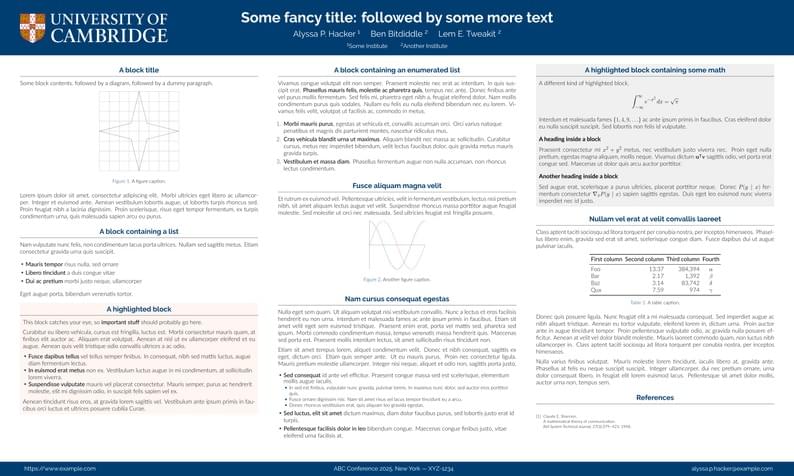 UNIVERSITY OF
CAMBRIDGE
Some fancy title: followed by some more text
Alyssa P. Hacker 1 Ben Bitdiddle 2 Lem E. Tweakit 2
1Some Institute 2Another Institute
A block title
Some block contents, followed by a diagram, followed by a dummy paragraph.
Figure 1. A figure caption.
Lorem ipsum dolor sit amet, consectetur adipiscing elit. Morbi ultricies eget libero ac ullamcor-
per. Integer et euismod ante. Aenean vestibulum lobortis augue, ut lobortis turpis rhoncus sed.
Proin feugiat nibh a lacinia dignissim. Proin scelerisque, risus eget tempor fermentum, ex turpis
condimentum urna, quis malesuada sapien arcu eu purus.
A block containing a list
Nam vulputate nunc felis, non condimentum lacus porta ultrices. Nullam sed sagittis metus. Etiam
consectetur gravida urna quis suscipit.
• Mauris tempor risus nulla, sed ornare
• Libero tincidunt a duis congue vitae
• Dui ac pretium morbi justo neque, ullamcorper
Eget augue porta, bibendum venenatis tortor.
A highlighted block
This block catches your eye, so important stuff should probably go here.
Curabitur eu libero vehicula, cursus est fringilla, luctus est. Morbi consectetur mauris quam, at
finibus elit auctor ac. Aliquam erat volutpat. Aenean at nisl ut ex ullamcorper eleifend et eu
augue. Aenean quis velit tristique odio convallis ultrices a ac odio.
• Fusce dapibus tellus vel tellus semper finibus. In consequat, nibh sed mattis luctus, augue
diam fermentum lectus.
• In euismod erat metus non ex. Vestibulum luctus augue in mi condimentum, at sollicitudin
lorem viverra.
• Suspendisse vulputate mauris vel placerat consectetur. Mauris semper, purus ac hendrerit
molestie, elit mi dignissim odio, in suscipit felis sapien vel ex.
Aenean tincidunt risus eros, at gravida lorem sagittis vel. Vestibulum ante ipsum primis in fau-
cibus orci luctus et ultrices posuere cubilia Curae.
A block containing an enumerated list
Vivamus congue volutpat elit non semper. Praesent molestie nec erat ac interdum. In quis sus-
cipit erat. Phasellus mauris felis, molestie ac pharetra quis, tempus nec ante. Donec finibus ante
vel purus mollis fermentum. Sed felis mi, pharetra eget nibh a, feugiat eleifend dolor. Nam mollis
condimentum purus quis sodales. Nullam eu felis eu nulla eleifend bibendum nec eu lorem. Vi-
vamus felis velit, volutpat ut facilisis ac, commodo in metus.
1. Morbi mauris purus, egestas at vehicula et, convallis accumsan orci. Orci varius natoque
penatibus et magnis dis parturient montes, nascetur ridiculus mus.
2. Cras vehicula blandit urna ut maximus. Aliquam blandit nec massa ac sollicitudin. Curabitur
cursus, metus nec imperdiet bibendum, velit lectus faucibus dolor, quis gravida metus mauris
gravida turpis.
3. Vestibulum et massa diam. Phasellus fermentum augue non nulla accumsan, non rhoncus
lectus condimentum.
Fusce aliquam magna velit
Et rutrum ex euismod vel. Pellentesque ultricies, velit in fermentum vestibulum, lectus nisi pretium
nibh, sit amet aliquam lectus augue vel velit. Suspendisse rhoncus massa porttitor augue feugiat
molestie. Sed molestie ut orci nec malesuada. Sed ultricies feugiat est fringilla posuere.
Figure 2. Another figure caption.
Nam cursus consequat egestas
Nulla eget sem quam. Ut aliquam volutpat nisi vestibulum convallis. Nunc a lectus et eros facilisis
hendrerit eu non urna. Interdum et malesuada fames ac ante ipsum primis in faucibus. Etiam sit
amet velit eget sem euismod tristique. Praesent enim erat, porta vel mattis sed, pharetra sed
ipsum. Morbi commodo condimentum massa, tempus venenatis massa hendrerit quis. Maecenas
sed porta est. Praesent mollis interdum lectus, sit amet sollicitudin risus tincidunt non.
Etiam sit amet tempus lorem, aliquet condimentum velit. Donec et nibh consequat, sagittis ex
eget, dictum orci. Etiam quis semper ante. Ut eu mauris purus. Proin nec consectetur ligula.
Mauris pretium molestie ullamcorper. Integer nisi neque, aliquet et odio non, sagittis porta justo.
• Sed consequat id ante vel efficitur. Praesent congue massa sed est scelerisque, elementum
mollis augue iaculis.
• In sed est finibus, vulputate nunc gravida, pulvinar lorem. In maximus nunc dolor, sed auctor eros porttitor
quis.
• Fusce ornare dignissim nisi. Nam sit amet risus vel lacus tempor tincidunt eu a arcu.
• Donec rhoncus vestibulum erat, quis aliquam leo gravida egestas.
• Sed luctus, elit sit amet dictum maximus, diam dolor faucibus purus, sed lobortis justo erat id
turpis.
• Pellentesque facilisis dolor in leo bibendum congue. Maecenas congue finibus justo, vitae
eleifend urna facilisis at.
A highlighted block containing some math
A different kind of highlighted block.
∫_{-∞}^{∞} e^{-x²} dx = √π
Interdum et malesuada fames {1, 4, 9, ...} ac ante ipsum primis in faucibus. Cras eleifend dolor
eu nulla suscipit suscipit. Sed lobortis non felis id vulputate.
A heading inside a block
Praesent consectetur mi x² + y² metus, nec vestibulum justo viverra nec. Proin eget nulla
pretium, egestas magna aliquam, mollis neque. Vivamus dictum u⊤v sagittis odio, vel porta erat
congue sed. Maecenas ut dolor quis arcu auctor porttitor.
Another heading inside a block
Sed augue erat, scelerisque a purus ultricies, placerat porttitor neque. Donec P(y | x) fer-
mentum consectetur ∇ₓP(y | x) sapien sagittis egestas. Duis eget leo euismod nunc viverra
imperdiet nec id justo.
Nullam vel erat at velit convallis laoreet
Class aptent taciti sociosqu ad litora torquent per conubia nostra, per inceptos himenaeos. Phasel-
lus libero enim, gravida sed erat sit amet, scelerisque congue diam. Fusce dapibus dui ut augue
pulvinar iaculis.
First column Second column Third column Fourth
Foo 13.37 384,394 α
Bar 2.17 1,392 β
Baz 3.14 83,742 δ
Qux 7.59 974 γ
Table 1. A table caption.
Donec quis posuere ligula. Nunc feugiat elit a mi malesuada consequat. Sed imperdiet augue ac
nibh aliquet tristique. Aenean eu tortor vulputate, eleifend lorem in, dictum urna. Proin auctor
ante in augue tincidunt tempor. Proin pellentesque vulputate odio, ac gravida nulla posuere ef-
ficitur. Aenean at velit vel dolor blandit molestie. Mauris laoreet commodo quam, non luctus nibh
ullamcorper in. Class aptent taciti sociosqu ad litora torquent per conubia nostra, per inceptos
himenaeos.
Nulla varius finibus volutpat. Mauris molestie lorem tincidunt, iaculis libero at, gravida ante.
Phasellus at felis eu neque suscipit suscipit. Integer ullamcorper, dui nec pretium ornare, urna
dolor consequat libero, in feugiat elit lorem euismod lacus. Pellentesque sit amet dolor mollis,
auctor urna non, tempus sem.
References
[1] Claude E. Shannon.
A mathematical theory of communication.
Bell System Technical Journal, 27(3):379–423, 1948.
https://www.example.com
ABC Conference 2025, New York — XYZ-1234
alyssa.p.hacker@example.com